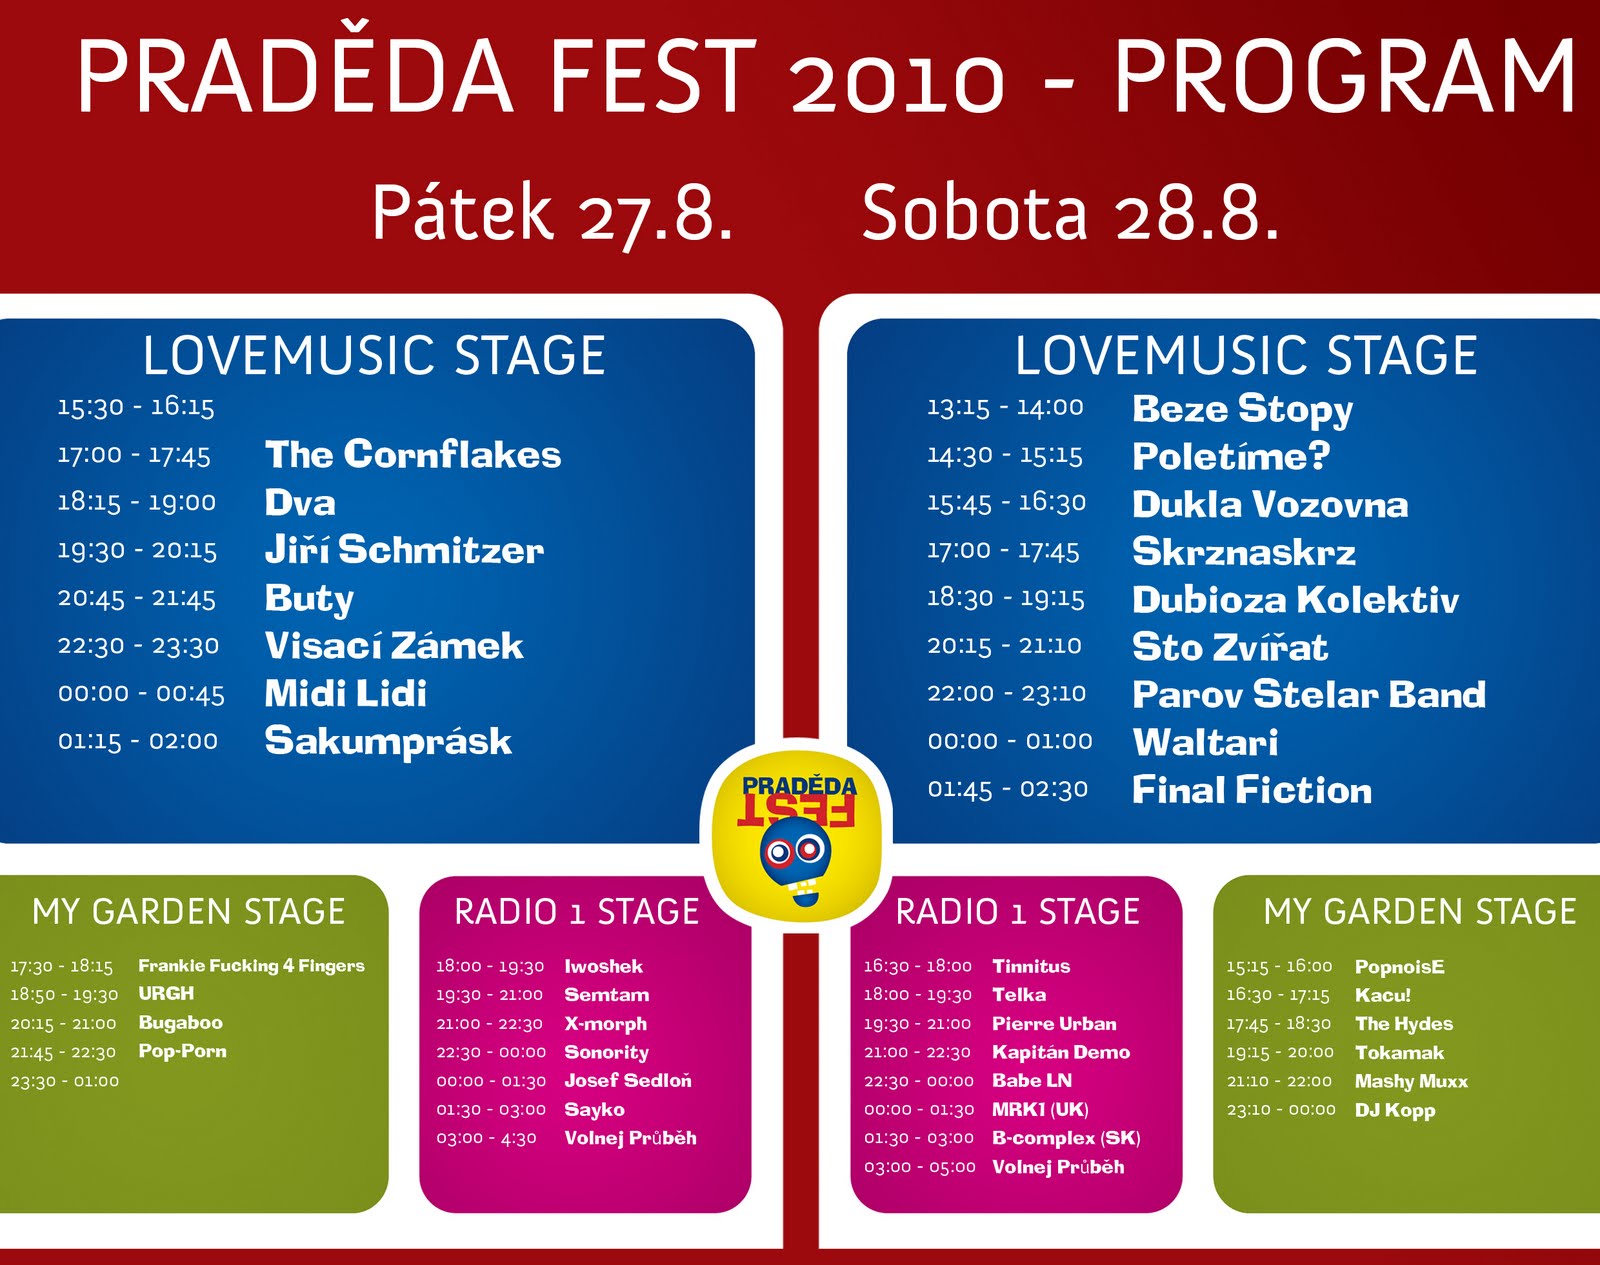 PRADĚDA FEST 2010 - PROGRAM
Pátek 27.8.
Sobota 28.8.
LOVEMUSIC STAGE
15:30 - 16:15
17:00 - 17:45 The Cornflakes
18:15 - 19:00 Dva
19:30 - 20:15 Jiří Schmitzer
20:45 - 21:45 Buty
22:30 - 23:30 Visací Zámek
00:00 - 00:45 Midi Lidi
01:15 - 02:00 Sakumprásk
LOVEMUSIC STAGE
13:15 - 14:00 Beze Stopy
14:30 - 15:15 Poletíme?
15:45 - 16:30 Dukla Vozovna
17:00 - 17:45 Skrznaskrz
18:30 - 19:15 Dubioza Kolektiv
20:15 - 21:10 Sto Zvířat
22:00 - 23:10 Parov Stelar Band
00:00 - 01:00 Waltari
01:45 - 02:30 Final Fiction
PRADĚDA
FEST
MY GARDEN STAGE
17:30 - 18:15 Frankie Fucking 4 Fingers
18:50 - 19:30 URGH
20:15 - 21:00 Bugaboo
21:45 - 22:30 Pop-Porn
23:30 - 01:00
RADIO 1 STAGE
18:00 - 19:30 Iwoshek
19:30 - 21:00 Semtam
21:00 - 22:30 X-morph
22:30 - 00:00 Sonority
00:00 - 01:30 Josef Sedloň
01:30 - 03:00 Sayko
03:00 - 4:30 Volnej Průběh
RADIO 1 STAGE
16:30 - 18:00 Tinnitus
18:00 - 19:30 Telka
19:30 - 21:00 Pierre Urban
21:00 - 22:30 Kapitán Demo
22:30 - 00:00 Babe LN
00:00 - 01:30 MRK1 (UK)
01:30 - 03:00 B-complex (SK)
03:00 - 05:00 Volnej Průběh
MY GARDEN STAGE
15:15 - 16:00 PopnoisE
16:30 - 17:15 Kacu!
17:45 - 18:30 The Hydes
19:15 - 20:00 Tokamak
21:10 - 22:00 Mashy Muxx
23:10 - 00:00 DJ Kopp